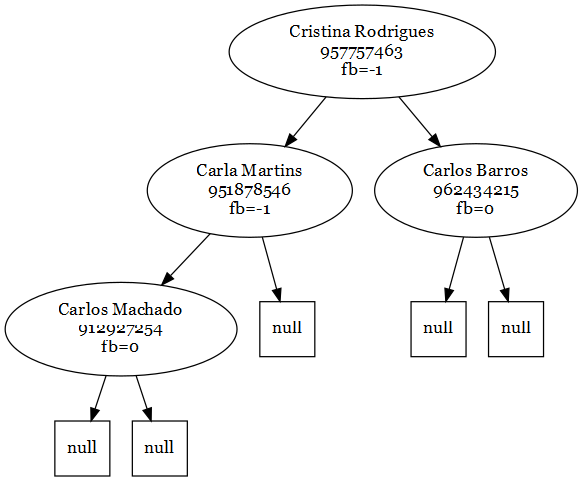 Cristina Rodrigues
957757463
fb=-1
Carla Martins
951878546
fb=-1
Carlos Barros
962434215
fb=0
Carlos Machado
912927254
fb=0
null
null
null
null
null